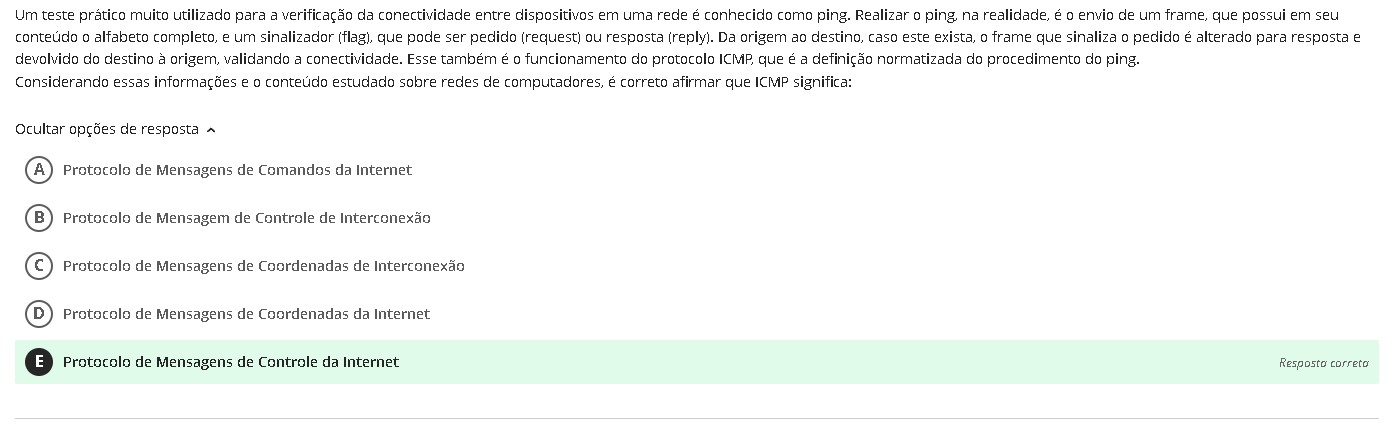 Um teste prático muito utilizado para a verificação da conectividade entre dispositivos em uma rede é conhecido como ping. Realizar o ping, na realidade, é o envio de um frame, que possui em seu
conteúdo o alfabeto completo, e um sinalizador (flag), que pode ser pedido (request) ou resposta (reply). Da origem ao destino, caso este exista, o frame que sinaliza o pedido é alterado para resposta e
devolvido do destino à origem, validando a conectividade. Esse também é o funcionamento do protocolo ICMP, que é a definição normatizada do procedimento do ping.
Considerando essas informações e o conteúdo estudado sobre redes de computadores, é correto afirmar que ICMP significa:
Ocultar opções de resposta
A Protocolo de Mensagens de Comandos da Internet
B Protocolo de Mensagem de Controle de Interconexão
C Protocolo de Mensagens de Coordenadas de Interconexão
D Protocolo de Mensagens de Coordenadas da Internet
E Protocolo de Mensagens de Controle da Internet Resposta correta